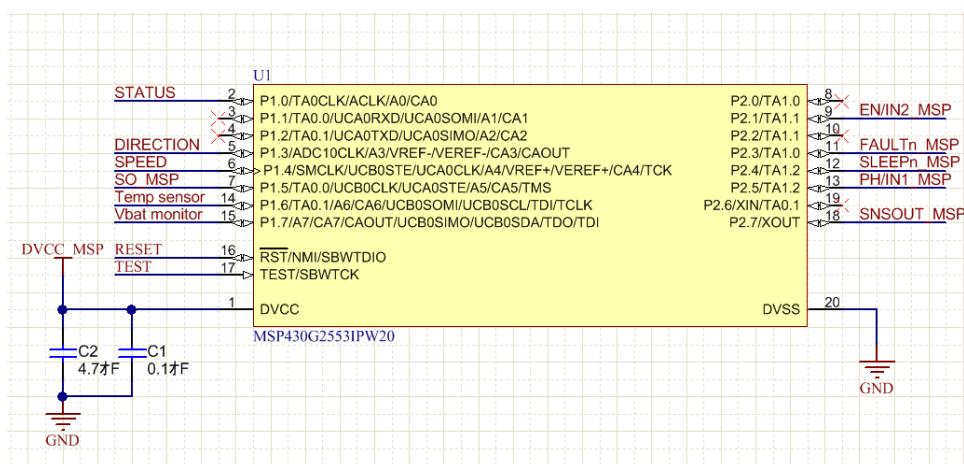 U1
STATUS 2 P1.0/TA0CLK/ACLK/A0/CA0 P2.0/TA1.0 8
3 P1.1/TA0.0/UCA0RXD/UCA0SOMI/A1/CA1 P2.1/TA1.1 9 EN/IN2_MSP
4 P1.2/TA0.1/UCA0TXD/UCA0SIMO/A2/CA2 P2.2/TA1.1 10
DIRECTION 5 P1.3/ADC10CLK/A3/VREF-/VEREF-/CA3/CAOUT P2.3/TA1.0 11 FAULTn_MSP
SPEED 6 P1.4/SMCLK/UCB0STE/UCA0CLK/A4/VREF+/VEREF+/CA4/TCK P2.4/TA1.2 12 SLEEPn_MSP
SO_MSP 7 P1.5/TA0.0/UCB0CLK/UCA0STE/A5/CA5/TMS P2.5/TA1.2 13 PH/IN1_MSP
Temp sensor 14 P1.6/TA0.1/A6/CA6/UCB0SOMI/UCB0SCL/TDI/TCLK P2.6/XIN/TA0.1 19
Vbat monitor 15 P1.7/A7/CA7/CAOUT/UCB0SIMO/UCB0SDA/TDO/TDI P2.7/XOUT 18 SNSOUT_MSP
DVCC_MSP RESET 16 RST/NMI/SBWTDIO
TEST 17 TEST/SBWTCK
1 DVCC DVSS 20
MSP430G2553IPW20
C2 C1
4.7オF 0.1オF
GND
GND